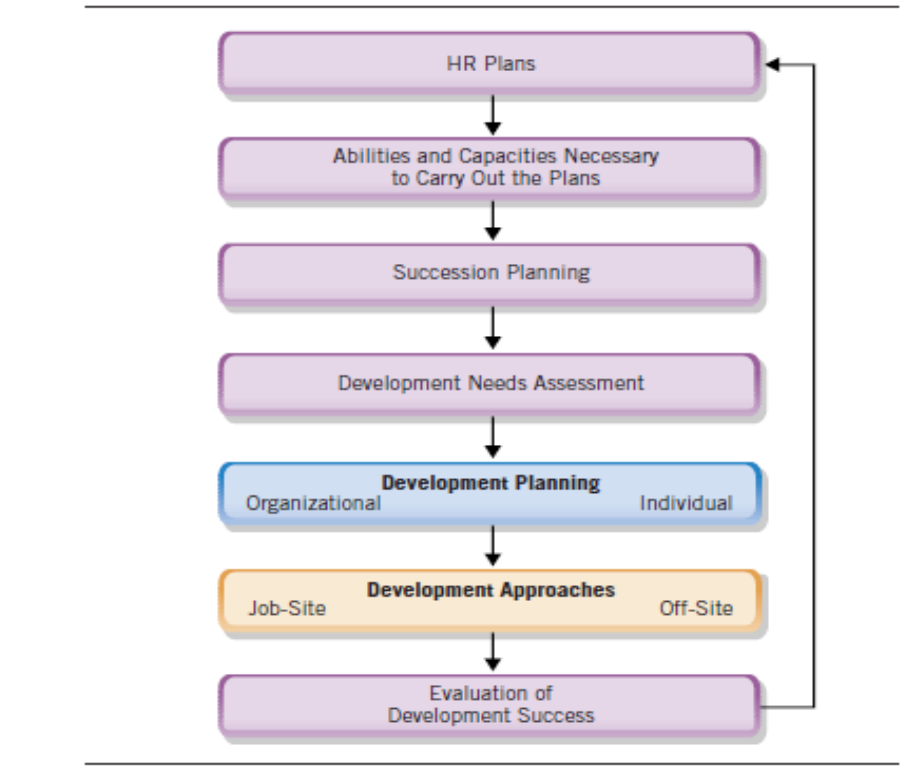 HR Plans
Abilities and Capacities Necessary
to Carry Out the Plans
Succession Planning
Development Needs Assessment
Development Planning
Organizational Individual
Development Approaches
Job-Site Off-Site
Evaluation of
Development Success